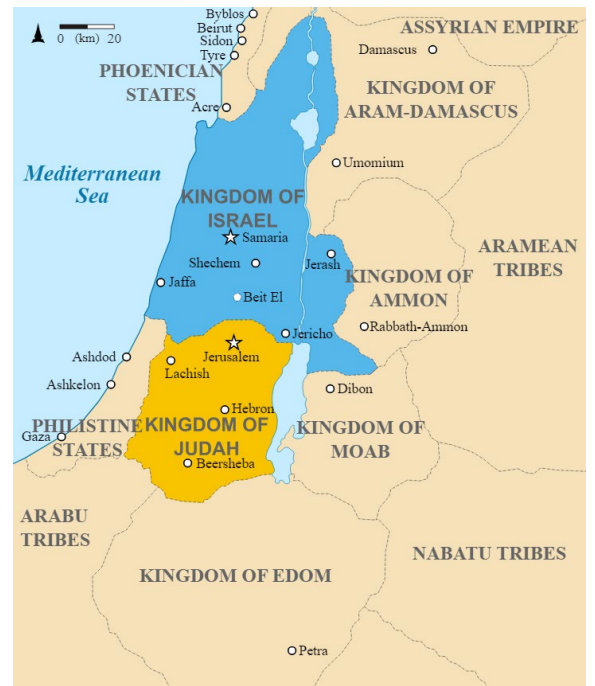 Byblos
Beirut
Sidon
Tyre
0 (km) 20
ASSYRIAN EMPIRE
Damascus
PHOENICIAN
STATES
KINGDOM OF
ARAM-DAMASCUS
Acre
Umomium
Mediterranean
Sea
KINGDOM OF
ISRAEL
Samaria
Shechem
Jerash
ARAMEAN
TRIBES
KINGDOM OF
AMMON
Jaffa
Beit El
Rabbath-Ammon
Jericho
Jerusalem
Ashdod
Lachish
Ashkelon
Dibon
Hebron
PHILISTINE
STATES
Gaza
KINGDOM OF
JUDAH
KINGDOM OF
MOAB
Beersheba
ARABU
TRIBES
NABATU TRIBES
KINGDOM OF EDOM
Petra